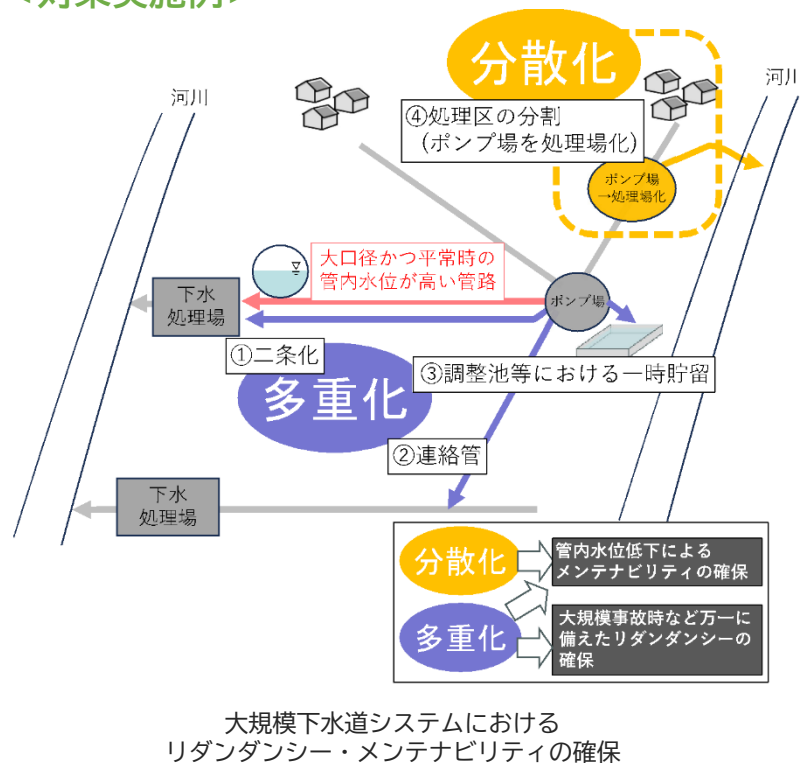 <対策実施例>
分散化
河川
河川
④処理区の分割
(ポンプ場を処理場化)
ポンプ場
→処理場化
大口径かつ平常時の
管内水位が高い管路
下水
処理場
ポンプ場
①二条化
多重化
③調整池等における一時貯留
②連絡管
下水
処理場
分散化
管内水位低下による
メンテナビリティの確保
多重化
大規模事故時など万一に
備えたリダンダンシーの
確保
大規模下水道システムにおける
リダンダンシー・メンテナビリティの確保